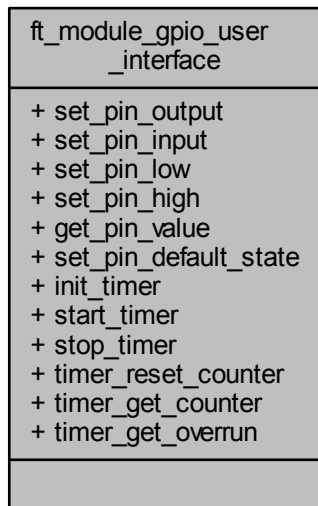 ft_module_gpio_user
_interface
+ set_pin_output
+ set_pin_input
+ set_pin_low
+ set_pin_high
+ get_pin_value
+ set_pin_default_state
+ init_timer
+ start_timer
+ stop_timer
+ timer_reset_counter
+ timer_get_counter
+ timer_get_overrun